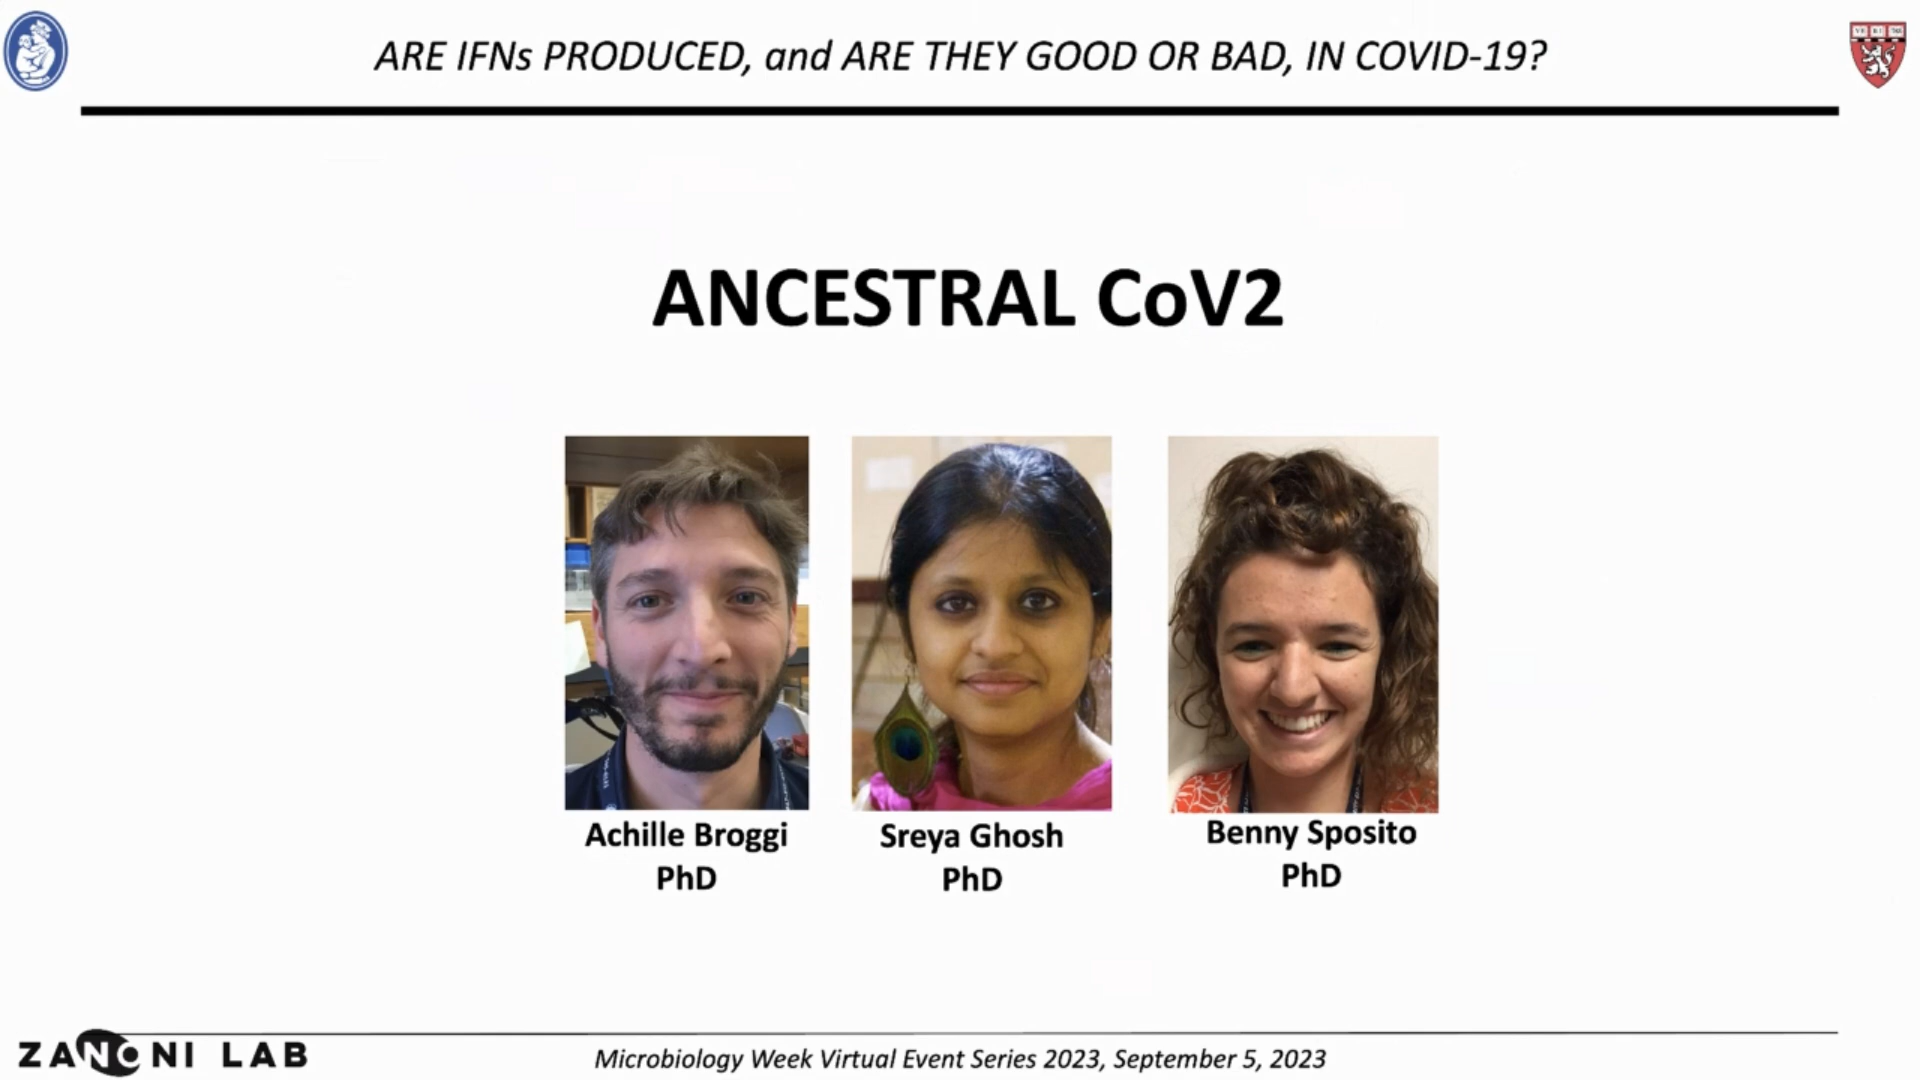 ARE IFNs PRODUCED, and ARE THEY GOOD OR BAD, IN COVID-19?
ANCESTRAL CoV2
Achille Broggi
PhD
Sreya Ghosh
PhD
Benny Sposito
PhD
ZANONI LAB
Microbiology Week Virtual Event Series 2023, September 5, 2023